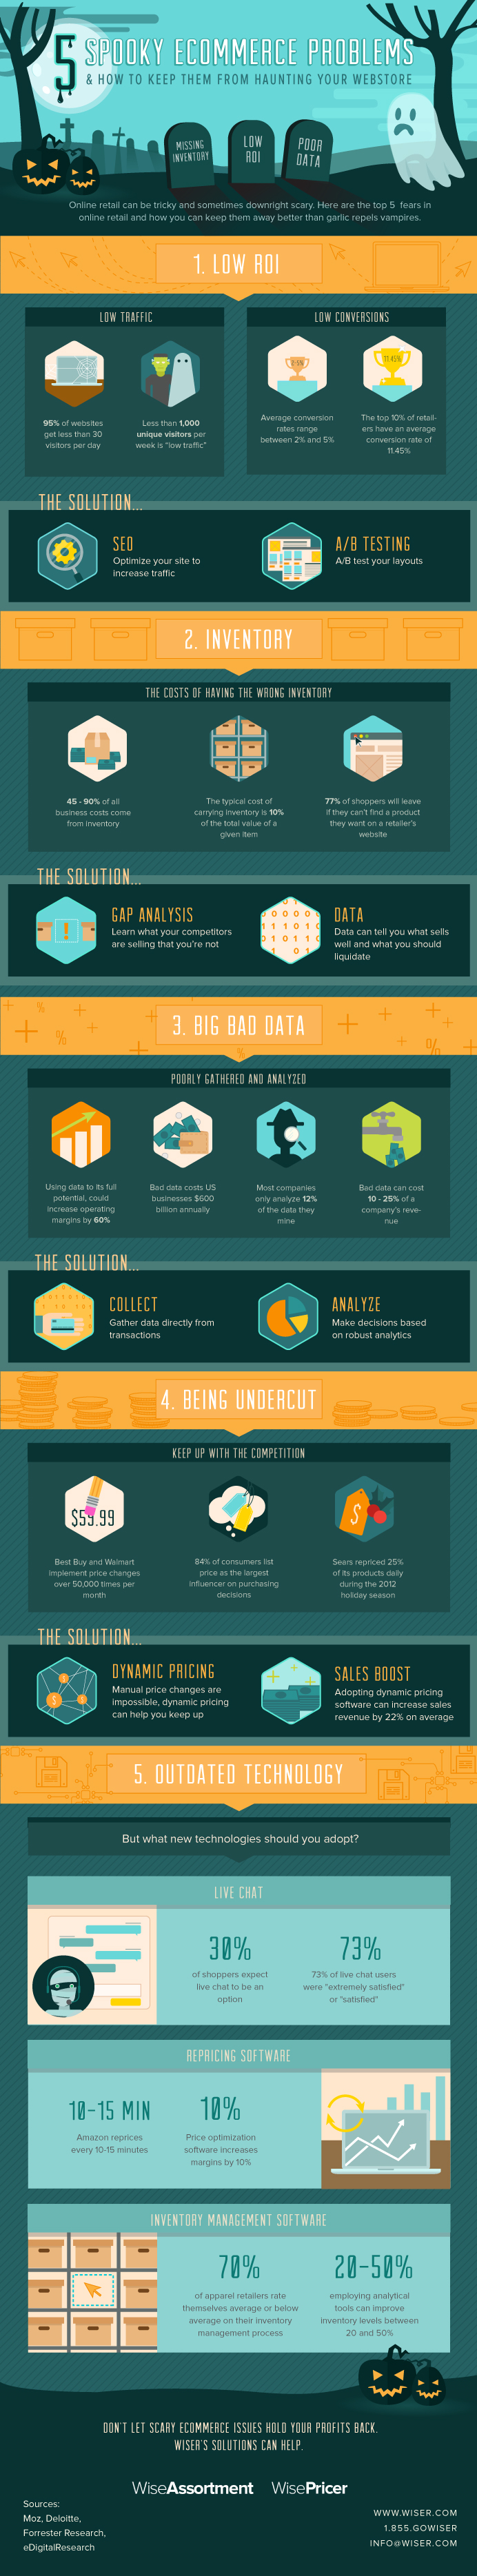 5 SPOOKY ECOMMERCE PROBLEMS
& HOW TO KEEP THEM FROM HAUNTING YOUR WEBSTORE
MISSING
INVENTORY
LOW
ROI
POOR
DATA
Online retail can be tricky and sometimes downright scary. Here are the top 5 fears in
online retail and how you can keep them away better than garlic repels vampires.
1. LOW ROI
LOW TRAFFIC
95% of websites
get less than 30
visitors per day
Less than 1,000
unique visitors per
week is "low traffic"
LOW CONVERSIONS
2-5%
11.45%
Average conversion
rates range
between 2% and 5%
The top 10% of retail-
ers have an average
conversion rate of
11.45%
THE SOLUTION...
SEO
Optimize your site to
increase traffic
A/B TESTING
A/B test your layouts
2. INVENTORY
THE COSTS OF HAVING THE WRONG INVENTORY
45 - 90% of all
business costs come
from inventory
The typical cost of
carrying inventory is 10%
of the total value of a
given item
77% of shoppers will leave
if they can't find a product
they want on a retailer's
website
THE SOLUTION...
GAP ANALYSIS
Learn what your competitors
are selling that you're not
DATA
Data can tell you what sells
well and what you should
liquidate
3. BIG BAD DATA
POORLY GATHERED AND ANALYZED
Using data to its full
potential, could
increase operating
margins by 60%
Bad data costs US
businesses $600
billion annually
Most companies
only analyze 12%
of the data they
mine
Bad data can cost
10 - 25% of a
company's reve-
nue
THE SOLUTION...
COLLECT
Gather data directly from
transactions
ANALYZE
Make decisions based
on robust analytics
4. BEING UNDERCUT
KEEP UP WITH THE COMPETITION
Best Buy and Walmart
implement price changes
over 50,000 times per
month
84% of consumers list
price as the largest
influencer on purchasing
decisions
Sears repriced 25%
of its products daily
during the 2012
holiday season
THE SOLUTION...
DYNAMIC PRICING
Manual price changes are
impossible, dynamic pricing
can help you keep up
SALES BOOST
Adopting dynamic pricing
software can increase sales
revenue by 22% on average
5. OUTDATED TECHNOLOGY
But what new technologies should you adopt?
LIVE CHAT
30%
of shoppers expect
live chat to be an
option
73%
73% of live chat users
were "extremely satisfied"
or "satisfied"
REPRICING SOFTWARE
10-15 MIN
Amazon reprices
every 10-15 minutes
10%
Price optimization
software increases
margins by 10%
INVENTORY MANAGEMENT SOFTWARE
70%
of apparel retailers rate
themselves average or below
average on their inventory
management process
20-50%
employing analytical
tools can improve
inventory levels between
20 and 50%
DON'T LET SCARY ECOMMERCE ISSUES HOLD YOUR PROFITS BACK.
WISER'S SOLUTIONS CAN HELP.
WiseAssortment WisePricer
Sources:
Moz, Deloitte,
Forrester Research,
eDigitalResearch
WWW.WISER.COM
1.855.GOWISER
INFO@WISER.COM